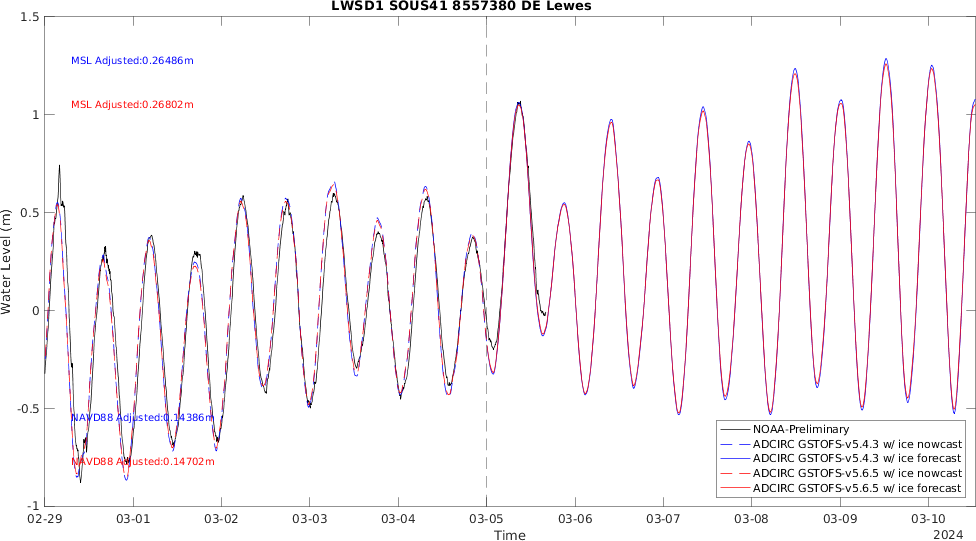 LWSD1 SOUS41 8557380 DE Lewes
1.5
1
0.5
0
-0.5
-1
Water Level (m)
MSL Adjusted:0.26486m
MSL Adjusted:0.26802m
NAVD88 Adjusted:0.14386m
NAVD88 Adjusted:0.14702m
NOAA-Preliminary
ADCIRC GSTOFS-v5.4.3 w/ ice nowcast
ADCIRC GSTOFS-v5.4.3 w/ ice forecast
ADCIRC GSTOFS-v5.6.5 w/ ice nowcast
ADCIRC GSTOFS-v5.6.5 w/ ice forecast
02-29 03-01 03-02 03-03 03-04 03-05 03-06 03-07 03-08 03-09 03-10
Time
2024